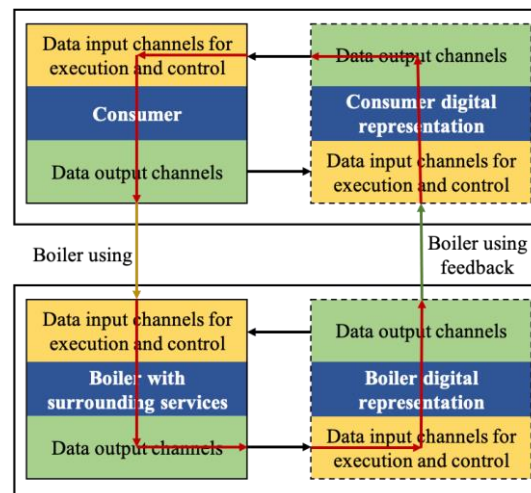 Data input channels for
execution and control
Consumer
Data output channels
Data output channels
Consumer digital
representation
Data input channels for
execution and control
Boiler using
Boiler using
feedback
Data input channels for
execution and control
Boiler with
surrounding services
Data output channels
Data output channels
Boiler digital
representation
Data input channels for
execution and control